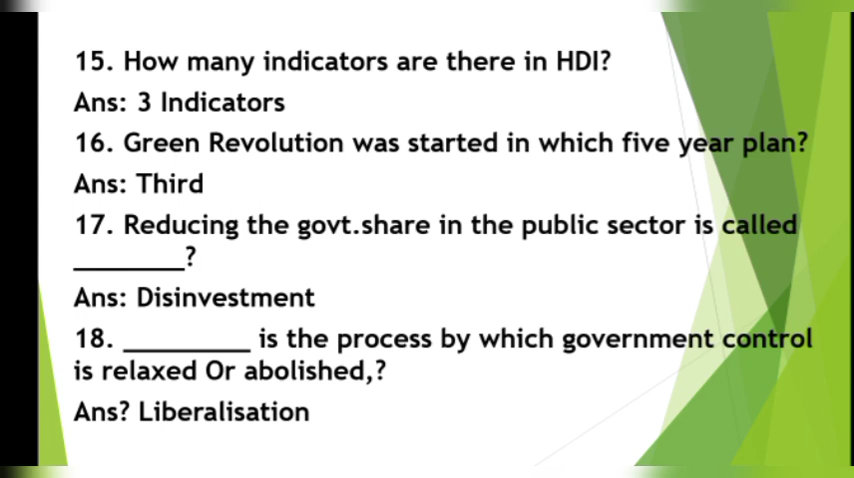 15. How many indicators are there in HDI?
Ans: 3 Indicators
16. Green Revolution was started in which five year plan?
Ans: Third
17. Reducing the govt.share in the public sector is called
________?
Ans: Disinvestment
18. _________ is the process by which government control
is relaxed Or abolished,?
Ans? Liberalisation